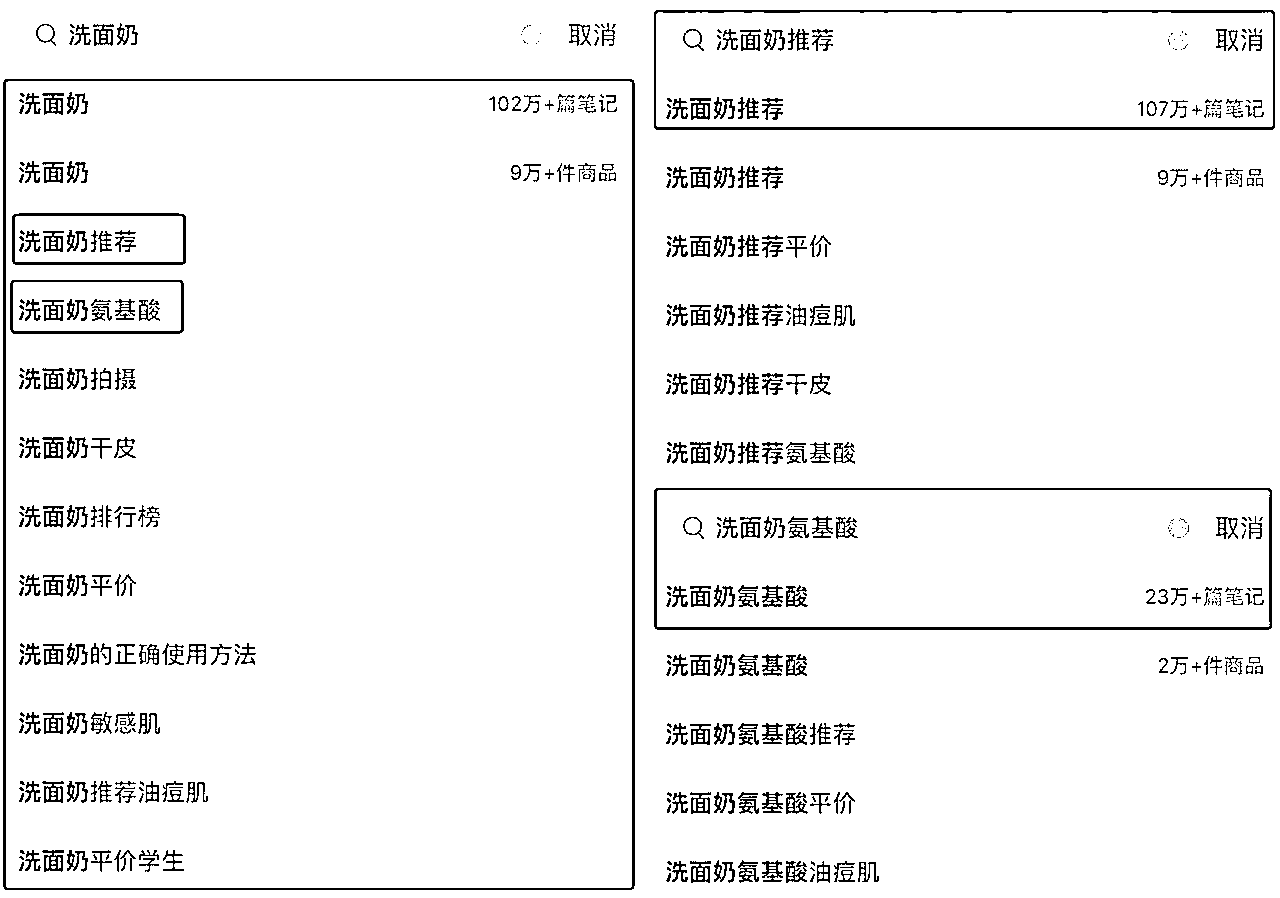 洗面奶 取消
洗面奶 102万+篇笔记
洗面奶 9万+件商品
洗面奶推荐
洗面奶氨基酸
洗面奶拍摄
洗面奶干皮
洗面奶排行榜
洗面奶平价
洗面奶的正确使用方法
洗面奶敏感肌
洗面奶推荐油痘肌
洗面奶平价学生
洗面奶推荐 取消
洗面奶推荐 107万+篇笔记
洗面奶推荐 9万+件商品
洗面奶推荐平价
洗面奶推荐油痘肌
洗面奶推荐干皮
洗面奶推荐氨基酸
洗面奶氨基酸 取消
洗面奶氨基酸 23万+篇笔记
洗面奶氨基酸 2万+件商品
洗面奶氨基酸推荐
洗面奶氨基酸平价
洗面奶氨基酸油痘肌